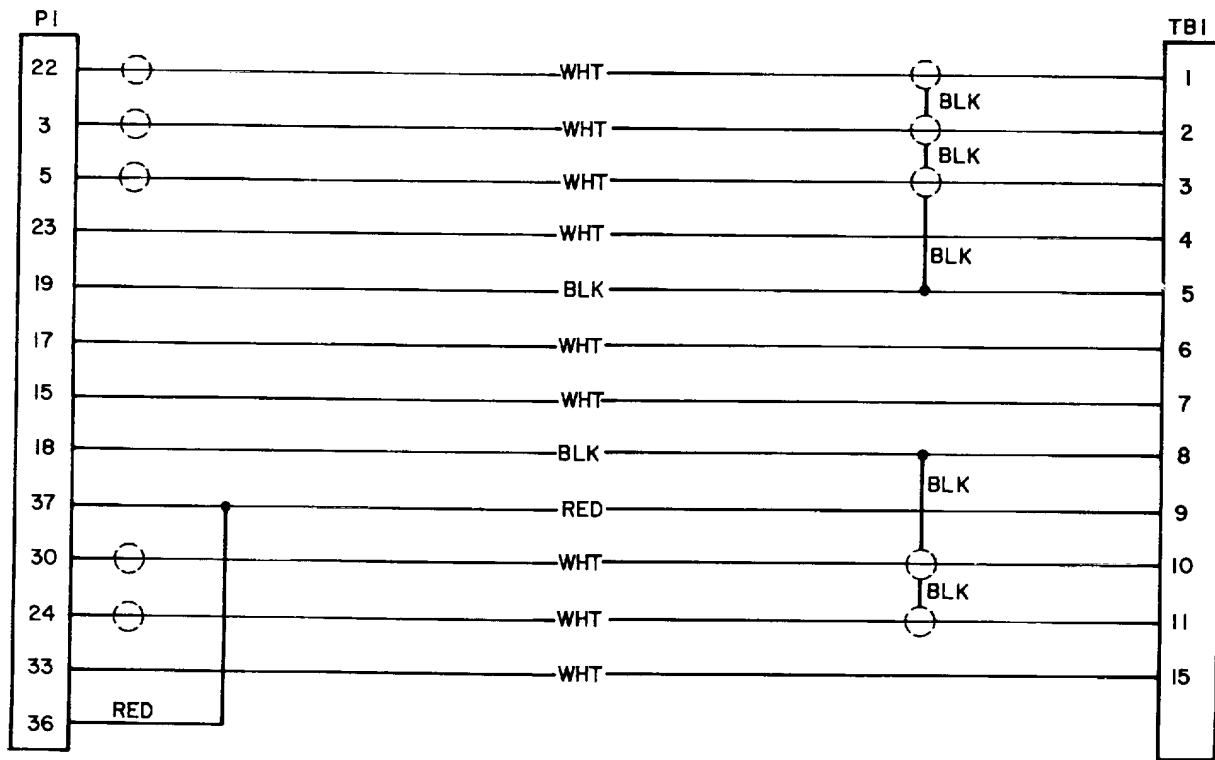 P1
TB1
22 WHT 1
BLK
3 WHT 2
BLK
5 WHT 3
23 WHT 4
BLK
19 BLK 5
17 WHT 6
15 WHT 7
18 BLK 8
BLK
37 RED 9
30 WHT 10
BLK
24 WHT 11
33 WHT 15
RED
36